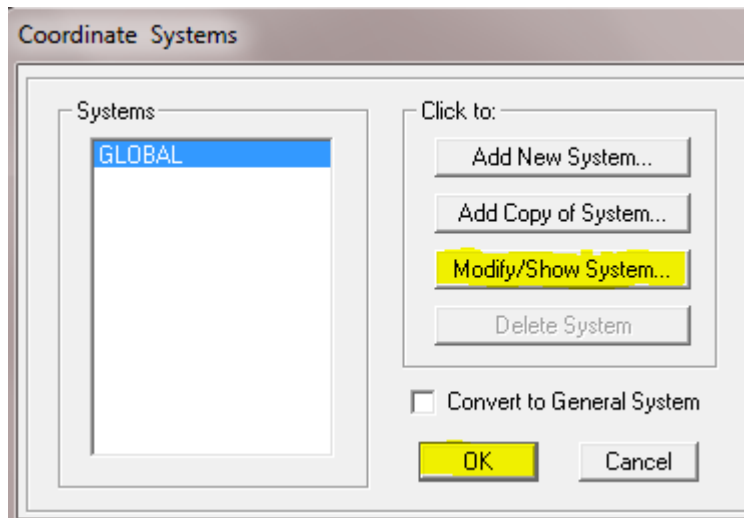 Coordinate Systems
Systems
GLOBAL
Click to:
Add New System...
Add Copy of System...
Modify/Show System...
Delete System
Convert to General System
OK
Cancel